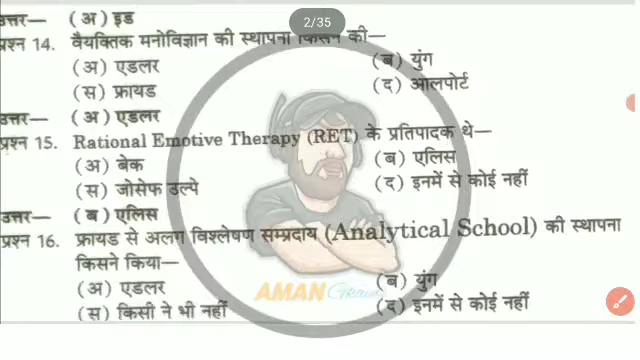 उत्तर— (अ) इड
2/35
प्रश्न 14. वैयक्तिक मनोविज्ञान की स्थापना किसने की—
(अ) एडलर (ब) युंग
(स) फ्रायड (द) आलपोर्ट
उत्तर— (अ) एडलर
प्रश्न 15. Rational Emotive Therapy (RET) के प्रतिपादक थे—
(अ) बेक (ब) एलिस
(स) जोसेफ उल्पे (द) इनमें से कोई नहीं
उत्तर— (ब) एलिस
प्रश्न 16. फ्रायड से अलग विश्लेषण सम्प्रदाय (Analytical School) की स्थापना
किसने किया—
(अ) एडलर (ब) युंग
(स) किसी ने भी नहीं (द) इनमें से कोई नहीं
AMAN